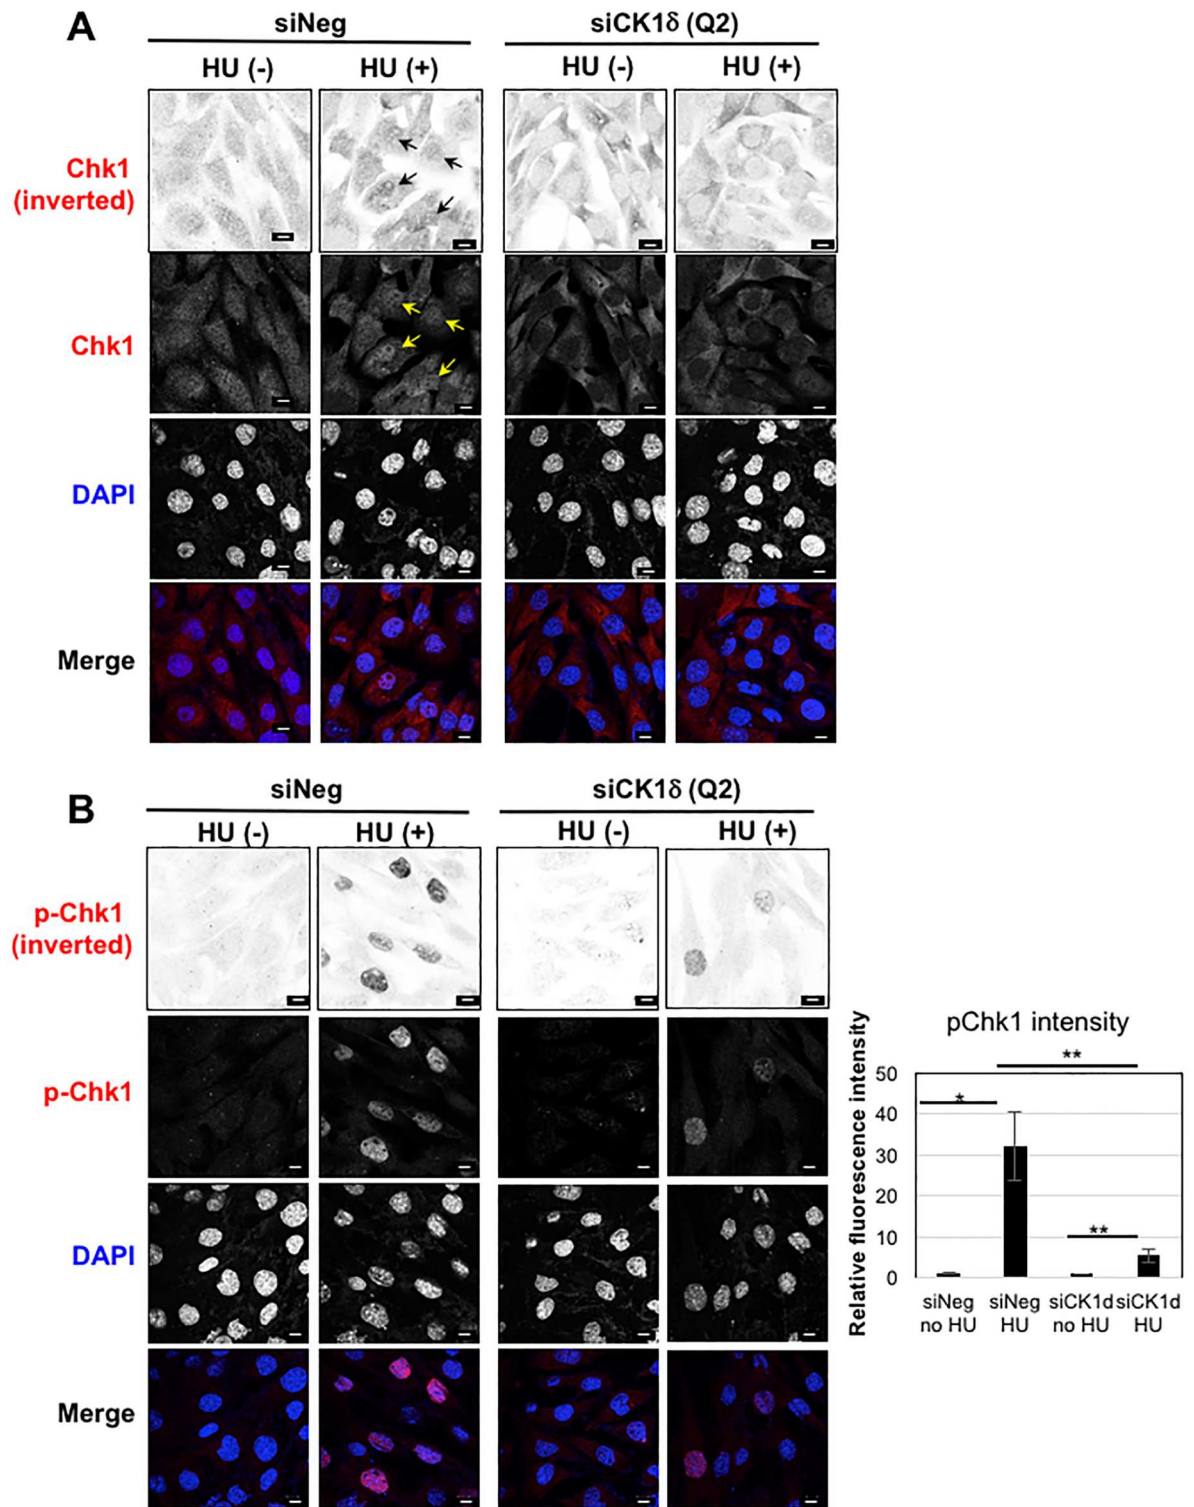 A
siNeg
siCK1δ (Q2)
HU (-)
HU (+)
HU (-)
HU (+)
Chk1
(inverted)
Chk1
DAPI
Merge
B
siNeg
siCK1δ (Q2)
HU (-)
HU (+)
HU (-)
HU (+)
p-Chk1
(inverted)
p-Chk1
DAPI
Merge
pChk1 intensity
Relative fluorescence intensity
**
*
**
50
40
30
20
10
0
siNeg
no HU
siNeg
HU
siCK1d
no HU
siCK1d
HU